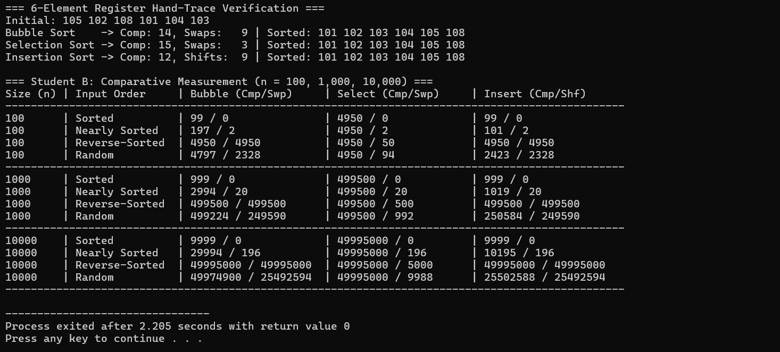 === 6-Element Register Hand-Trace Verification ===
Initial: 105 102 108 101 104 103
Bubble Sort    -> Comp: 14, Swaps:   9 | Sorted: 101 102 103 104 105 108
Selection Sort -> Comp: 15, Swaps:   3 | Sorted: 101 102 103 104 105 108
Insertion Sort -> Comp: 12, Shifts:  9 | Sorted: 101 102 103 104 105 108

=== Student B: Comparative Measurement (n = 100, 1,000, 10,000) ===
Size (n) | Input Order     | Bubble (Cmp/Swp)     | Select (Cmp/Swp)     | Insert (Cmp/Shf)
-----------------------------------------------------------------------------------------------
100      | Sorted          | 99 / 0               | 4950 / 0             | 99 / 0
100      | Nearly Sorted   | 197 / 2              | 4950 / 2             | 101 / 2
100      | Reverse-Sorted  | 4950 / 4950          | 4950 / 50            | 4950 / 4950
100      | Random          | 4797 / 2328          | 4950 / 94            | 2423 / 2328
-----------------------------------------------------------------------------------------------
1000     | Sorted          | 999 / 0              | 499500 / 0           | 999 / 0
1000     | Nearly Sorted   | 2994 / 20            | 499500 / 20          | 1019 / 20
1000     | Reverse-Sorted  | 499500 / 499500      | 499500 / 500         | 499500 / 499500
1000     | Random          | 499224 / 249590      | 499500 / 992         | 250584 / 249590
-----------------------------------------------------------------------------------------------
10000    | Sorted          | 9999 / 0             | 49995000 / 0         | 9999 / 0
10000    | Nearly Sorted   | 29994 / 196          | 49995000 / 196       | 10195 / 196
10000    | Reverse-Sorted  | 49995000 / 49995000  | 49995000 / 5000      | 49995000 / 49995000
10000    | Random          | 49974900 / 25492594  | 49995000 / 9988      | 25502588 / 25492594
-----------------------------------------------------------------------------------------------

--------------------------------
Process exited after 2.205 seconds with return value 0
Press any key to continue . . .